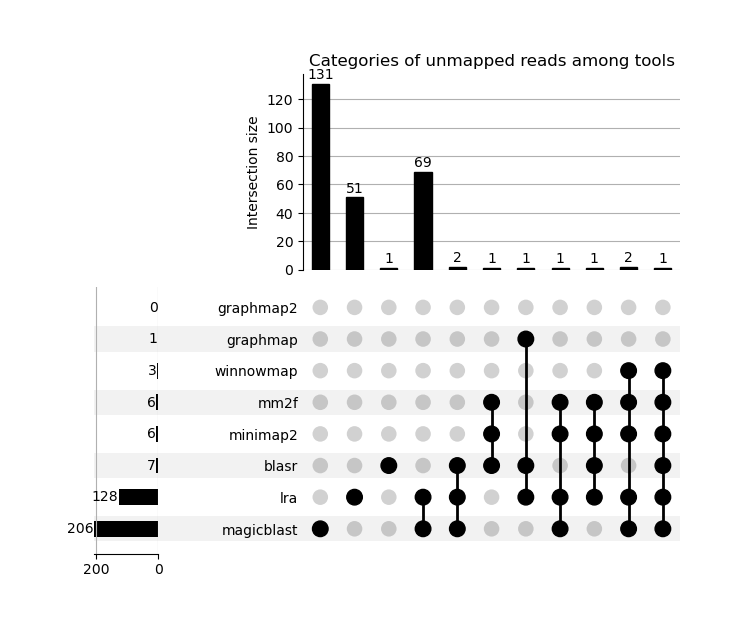 Categories of unmapped reads among tools
131
120
100
80
60
40
20
0
Intersection size
51
1
69
2
1
1
1
1
2
1
0 graphmap2
1 graphmap
3 winnowmap
6 mm2f
6 minimap2
7 blasr
128 lra
206 magicblast
200 0